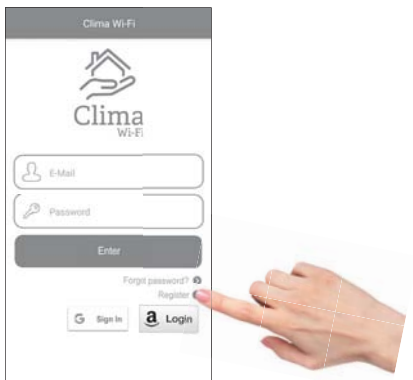 Clima Wi-Fi
Clima
Wi-Fi
E-Mail
Password
Enter
Forgot password?
Register
G Sign In
a Login